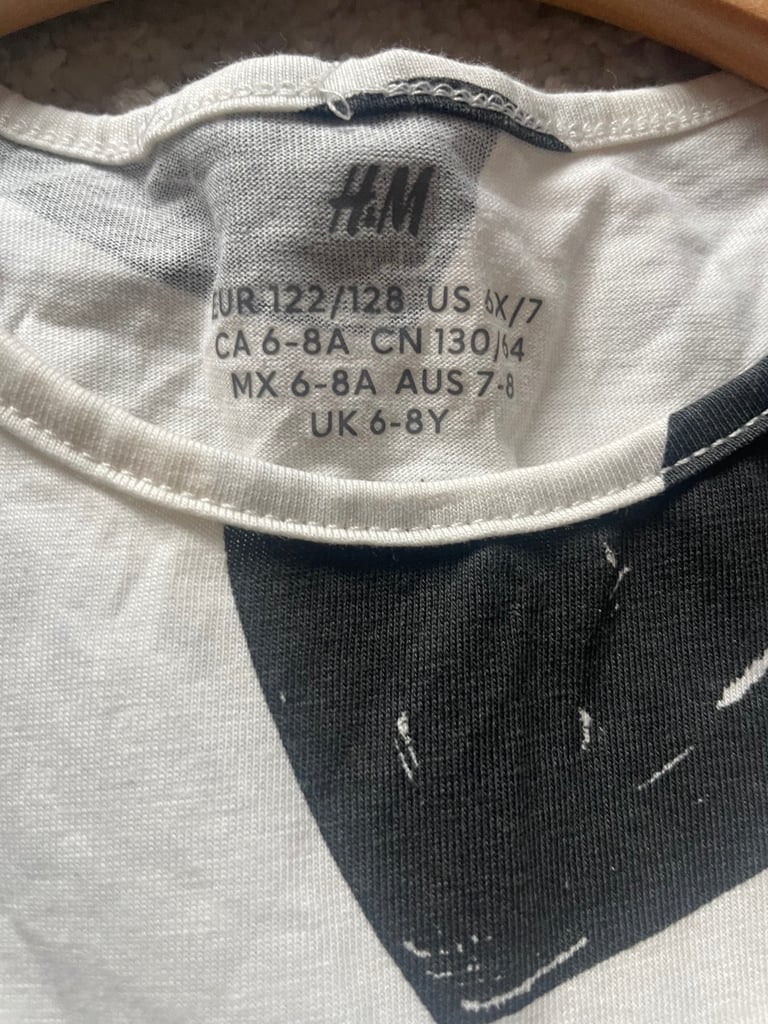 H&M
EUR 122/128 US 6X/7
CA 6-8A CN 130/64
MX 6-8A AUS 7-8
UK 6-8Y